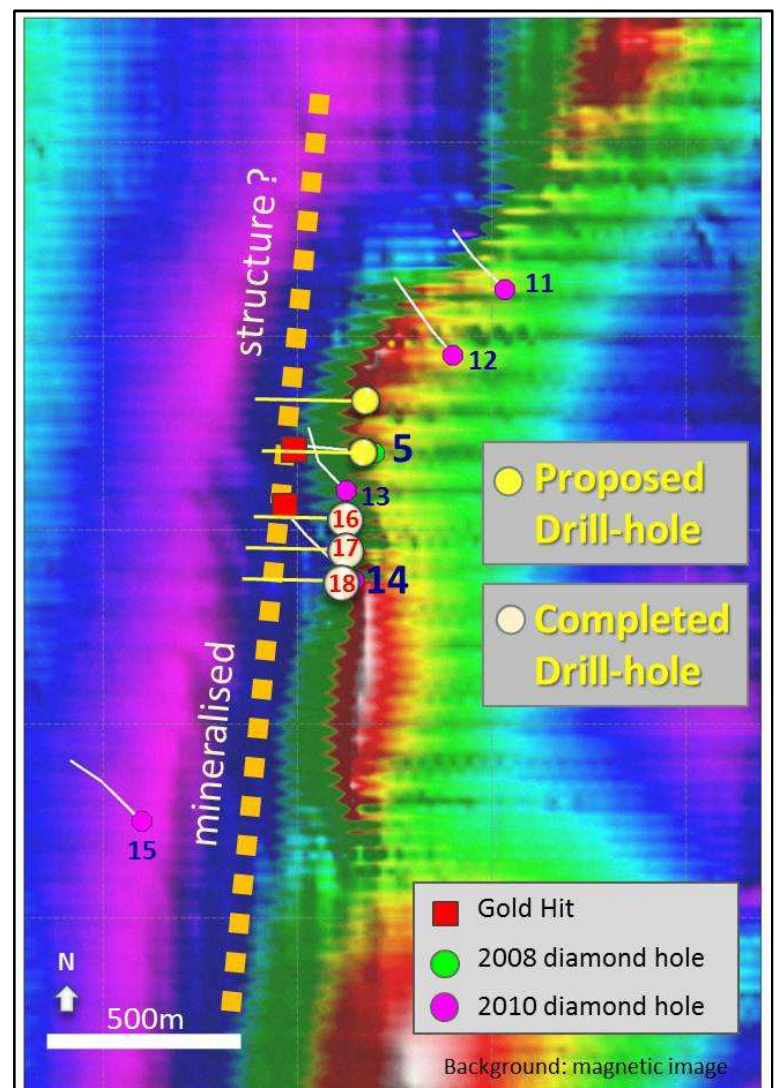 structure ?
11
12
5
13
16
17
18
14
Proposed
Drill-hole
Completed
Drill-hole
mineralised
15
Gold Hit
2008 diamond hole
2010 diamond hole
N
500m
Background: magnetic image